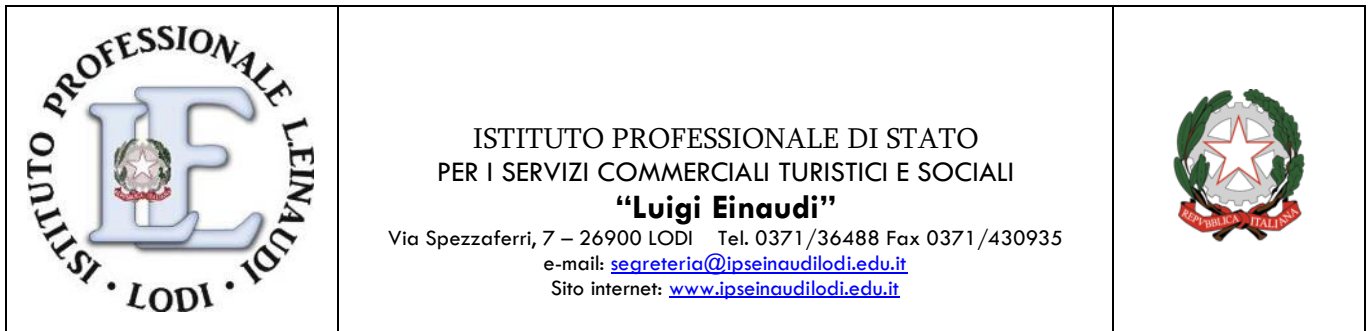 ISTITUTO PROFESSIONALE L.EINAUDI · LODI ·
LE
ISTITUTO PROFESSIONALE DI STATO
PER I SERVIZI COMMERCIALI TURISTICI E SOCIALI
“Luigi Einaudi”
Via Spezzaferri, 7 – 26900 LODI Tel. 0371/36488 Fax 0371/430935
e-mail: segreteria@ipseinaudilodi.edu.it
Sito internet: www.ipseinaudilodi.edu.it
REPVBBLICA ITALIANA